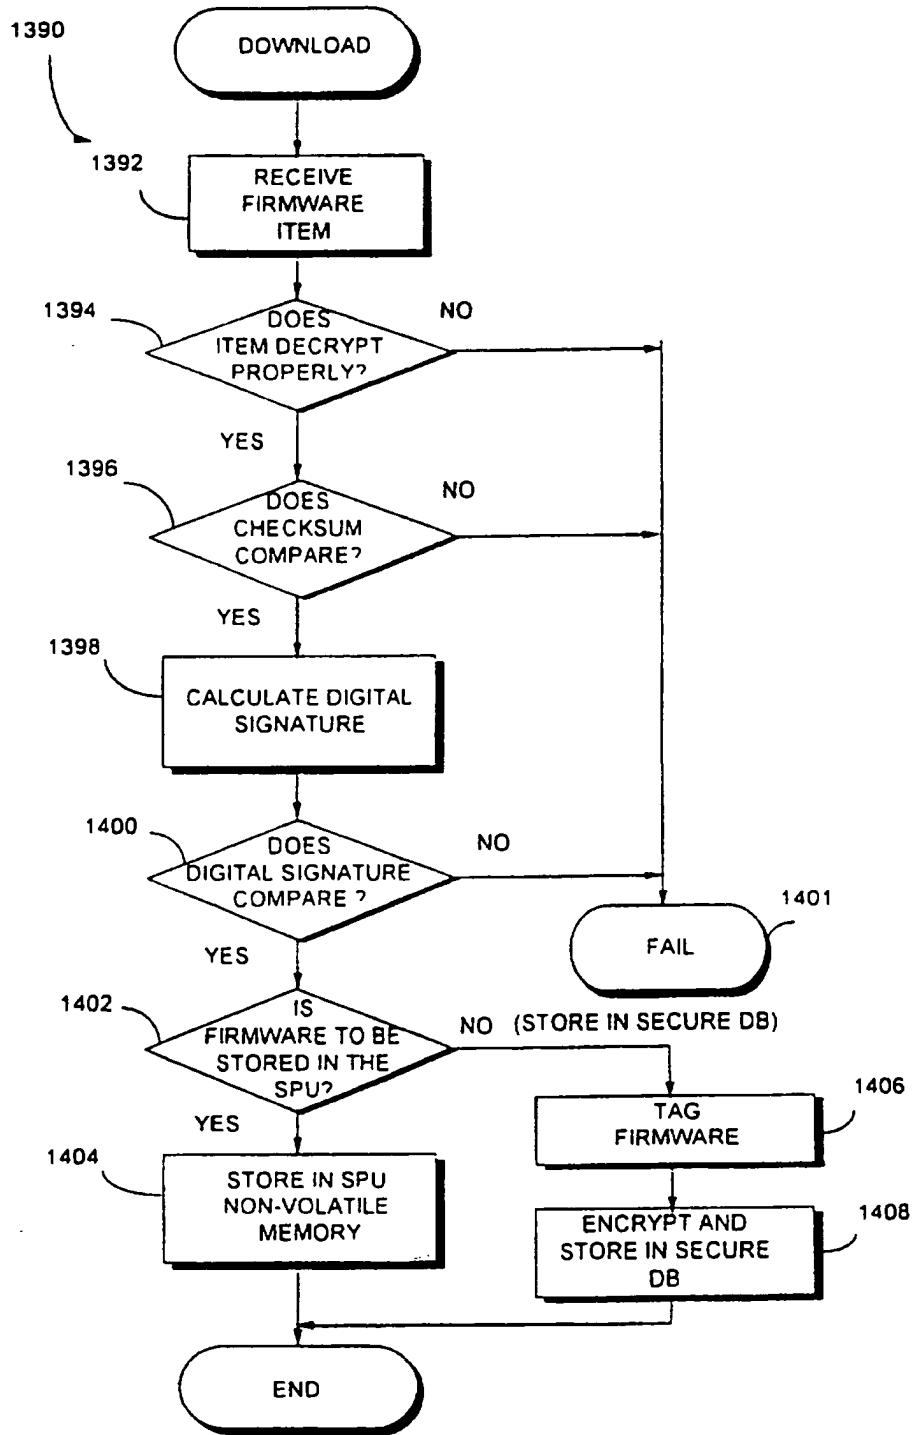 1390
DOWNLOAD
1392
RECEIVE
FIRMWARE
ITEM
1394
DOES
ITEM DECRYPT
PROPERLY?
NO
YES
1396
DOES
CHECKSUM
COMPARE?
NO
YES
1398
CALCULATE DIGITAL
SIGNATURE
1400
DOES
DIGITAL SIGNATURE
COMPARE ?
NO
1401
FAIL
YES
1402
IS
FIRMWARE TO BE
STORED IN THE
SPU?
NO (STORE IN SECURE DB)
YES
1406
TAG
FIRMWARE
1404
STORE IN SPU
NON-VOLATILE
MEMORY
1408
ENCRYPT AND
STORE IN SECURE
DB
END